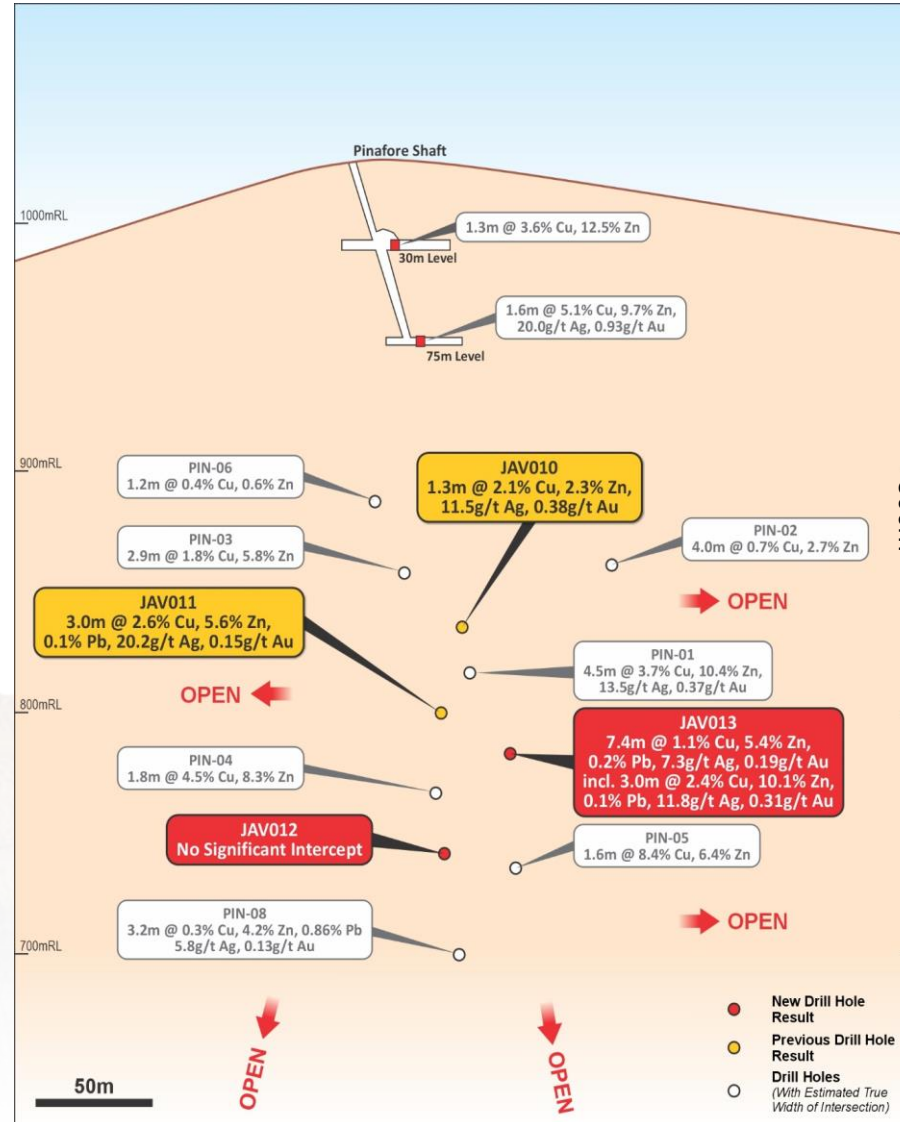 Pinafore Shaft
1000mRL
1.3m @ 3.6% Cu, 12.5% Zn
30m Level
1.6m @ 5.1% Cu, 9.7% Zn,
20.0g/t Ag, 0.93g/t Au
75m Level
900mRL
PIN-06
1.2m @ 0.4% Cu, 0.6% Zn
JAV010
1.3m @ 2.1% Cu, 2.3% Zn,
11.5g/t Ag, 0.38g/t Au
PIN-03
2.9m @ 1.8% Cu, 5.8% Zn
PIN-02
4.0m @ 0.7% Cu, 2.7% Zn
OPEN
JAV011
3.0m @ 2.6% Cu, 5.6% Zn,
0.1% Pb, 20.2g/t Ag, 0.15g/t Au
PIN-01
4.5m @ 3.7% Cu, 10.4% Zn,
13.5g/t Ag, 0.37g/t Au
OPEN
800mRL
JAV013
7.4m @ 1.1% Cu, 5.4% Zn,
0.2% Pb, 7.3g/t Ag, 0.19g/t Au
incl. 3.0m @ 2.4% Cu, 10.1% Zn,
0.1% Pb, 11.8g/t Ag, 0.31g/t Au
PIN-04
1.8m @ 4.5% Cu, 8.3% Zn
JAV012
No Significant Intercept
PIN-05
1.6m @ 8.4% Cu, 6.4% Zn
PIN-08
3.2m @ 0.3% Cu, 4.2% Zn, 0.86% Pb
5.8g/t Ag, 0.13g/t Au
OPEN
700mRL
OPEN
OPEN
New Drill Hole
Result
Previous Drill Hole
Result
Drill Holes
(With Estimated True
Width of Intersection)
50m